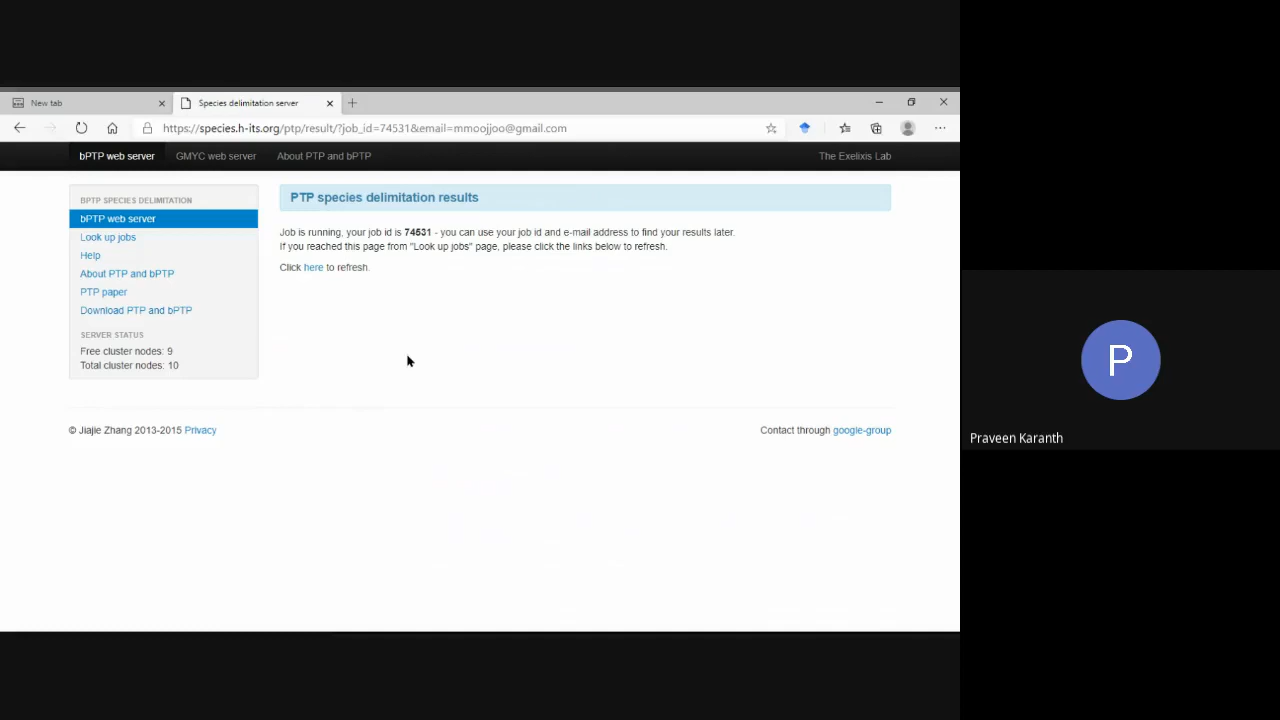 New tab
Species delimitation server
https://species.h-its.org/ptp/result/?job_id=74531&email=mmoojjoo@gmail.com
bPTP web server
GMYC web server
About PTP and bPTP
The Exelixis Lab
BPTP SPECIES DELIMITATION
bPTP web server
Look up jobs
Help
About PTP and bPTP
PTP paper
Download PTP and bPTP
SERVER STATUS
Free cluster nodes: 9
Total cluster nodes: 10
PTP species delimitation results
Job is running, your job id is 74531 - you can use your job id and e-mail address to find your results later.
If you reached this page from "Look up jobs" page, please click the links below to refresh.
Click here to refresh.
© Jiajie Zhang 2013-2015 Privacy
Contact through google-group
P
Praveen Karanth